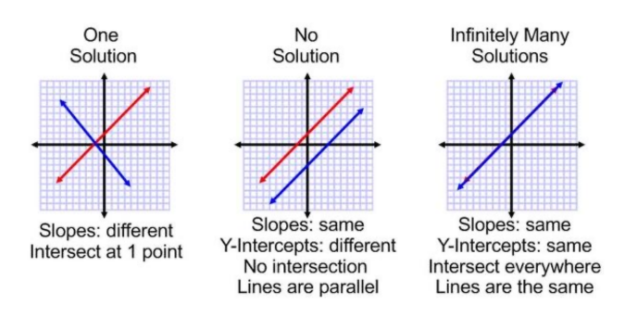 One
Solution
Slopes: different
Intersect at 1 point
No
Solution
Slopes: same
Y-Intercepts: different
No intersection
Lines are parallel
Infinitely Many
Solutions
Slopes: same
Y-Intercepts: same
Intersect everywhere
Lines are the same